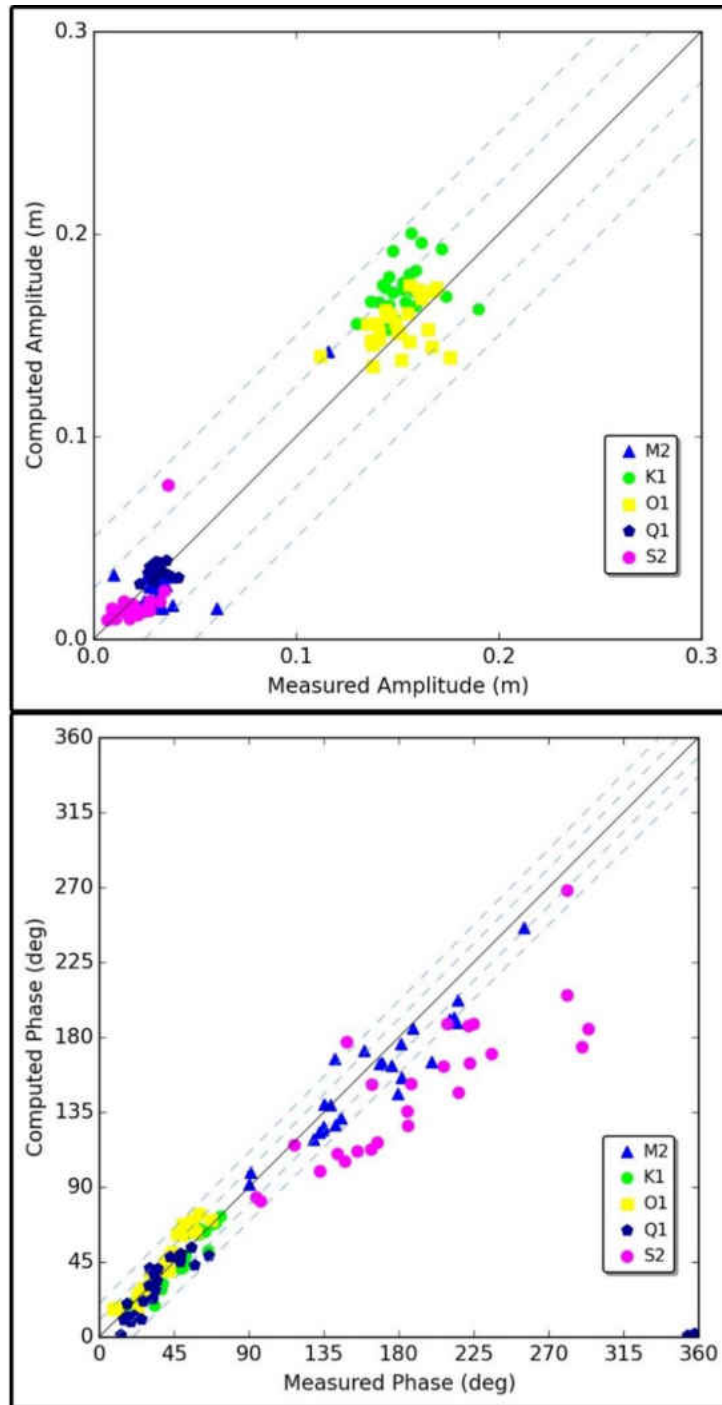 0.3
0.2
0.1
0.0
Computed Amplitude (m)
M2
K1
O1
Q1
S2
0.0 0.1 0.2 0.3
Measured Amplitude (m)
360
315
270
225
180
135
90
45
0
Computed Phase (deg)
M2
K1
O1
Q1
S2
0 45 90 135 180 225 270 315 360
Measured Phase (deg)